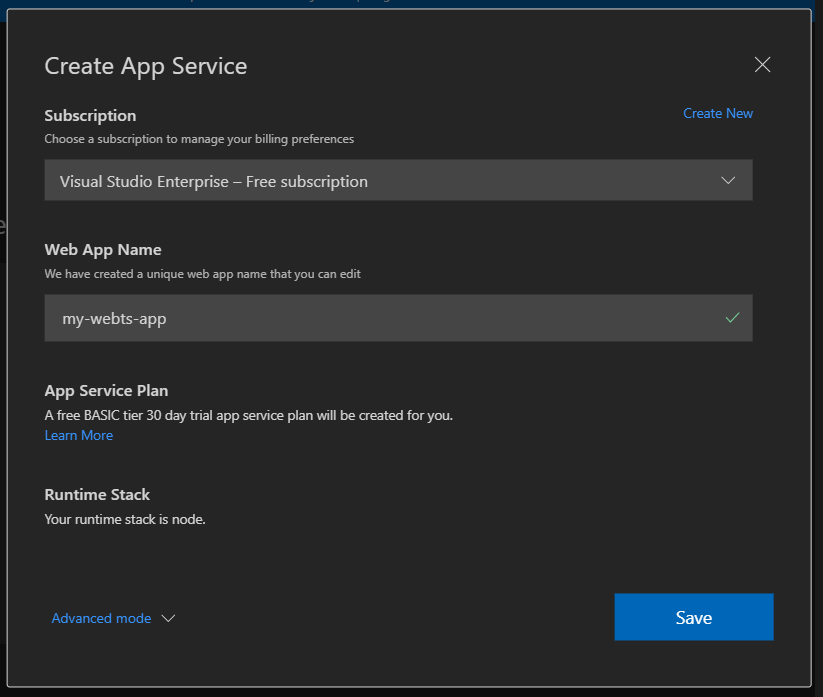 Create App Service
Subscription
Create New
Choose a subscription to manage your billing preferences
Visual Studio Enterprise – Free subscription
Web App Name
We have created a unique web app name that you can edit
my-webts-app
App Service Plan
A free BASIC tier 30 day trial app service plan will be created for you.
Learn More
Runtime Stack
Your runtime stack is node.
Advanced mode
Save